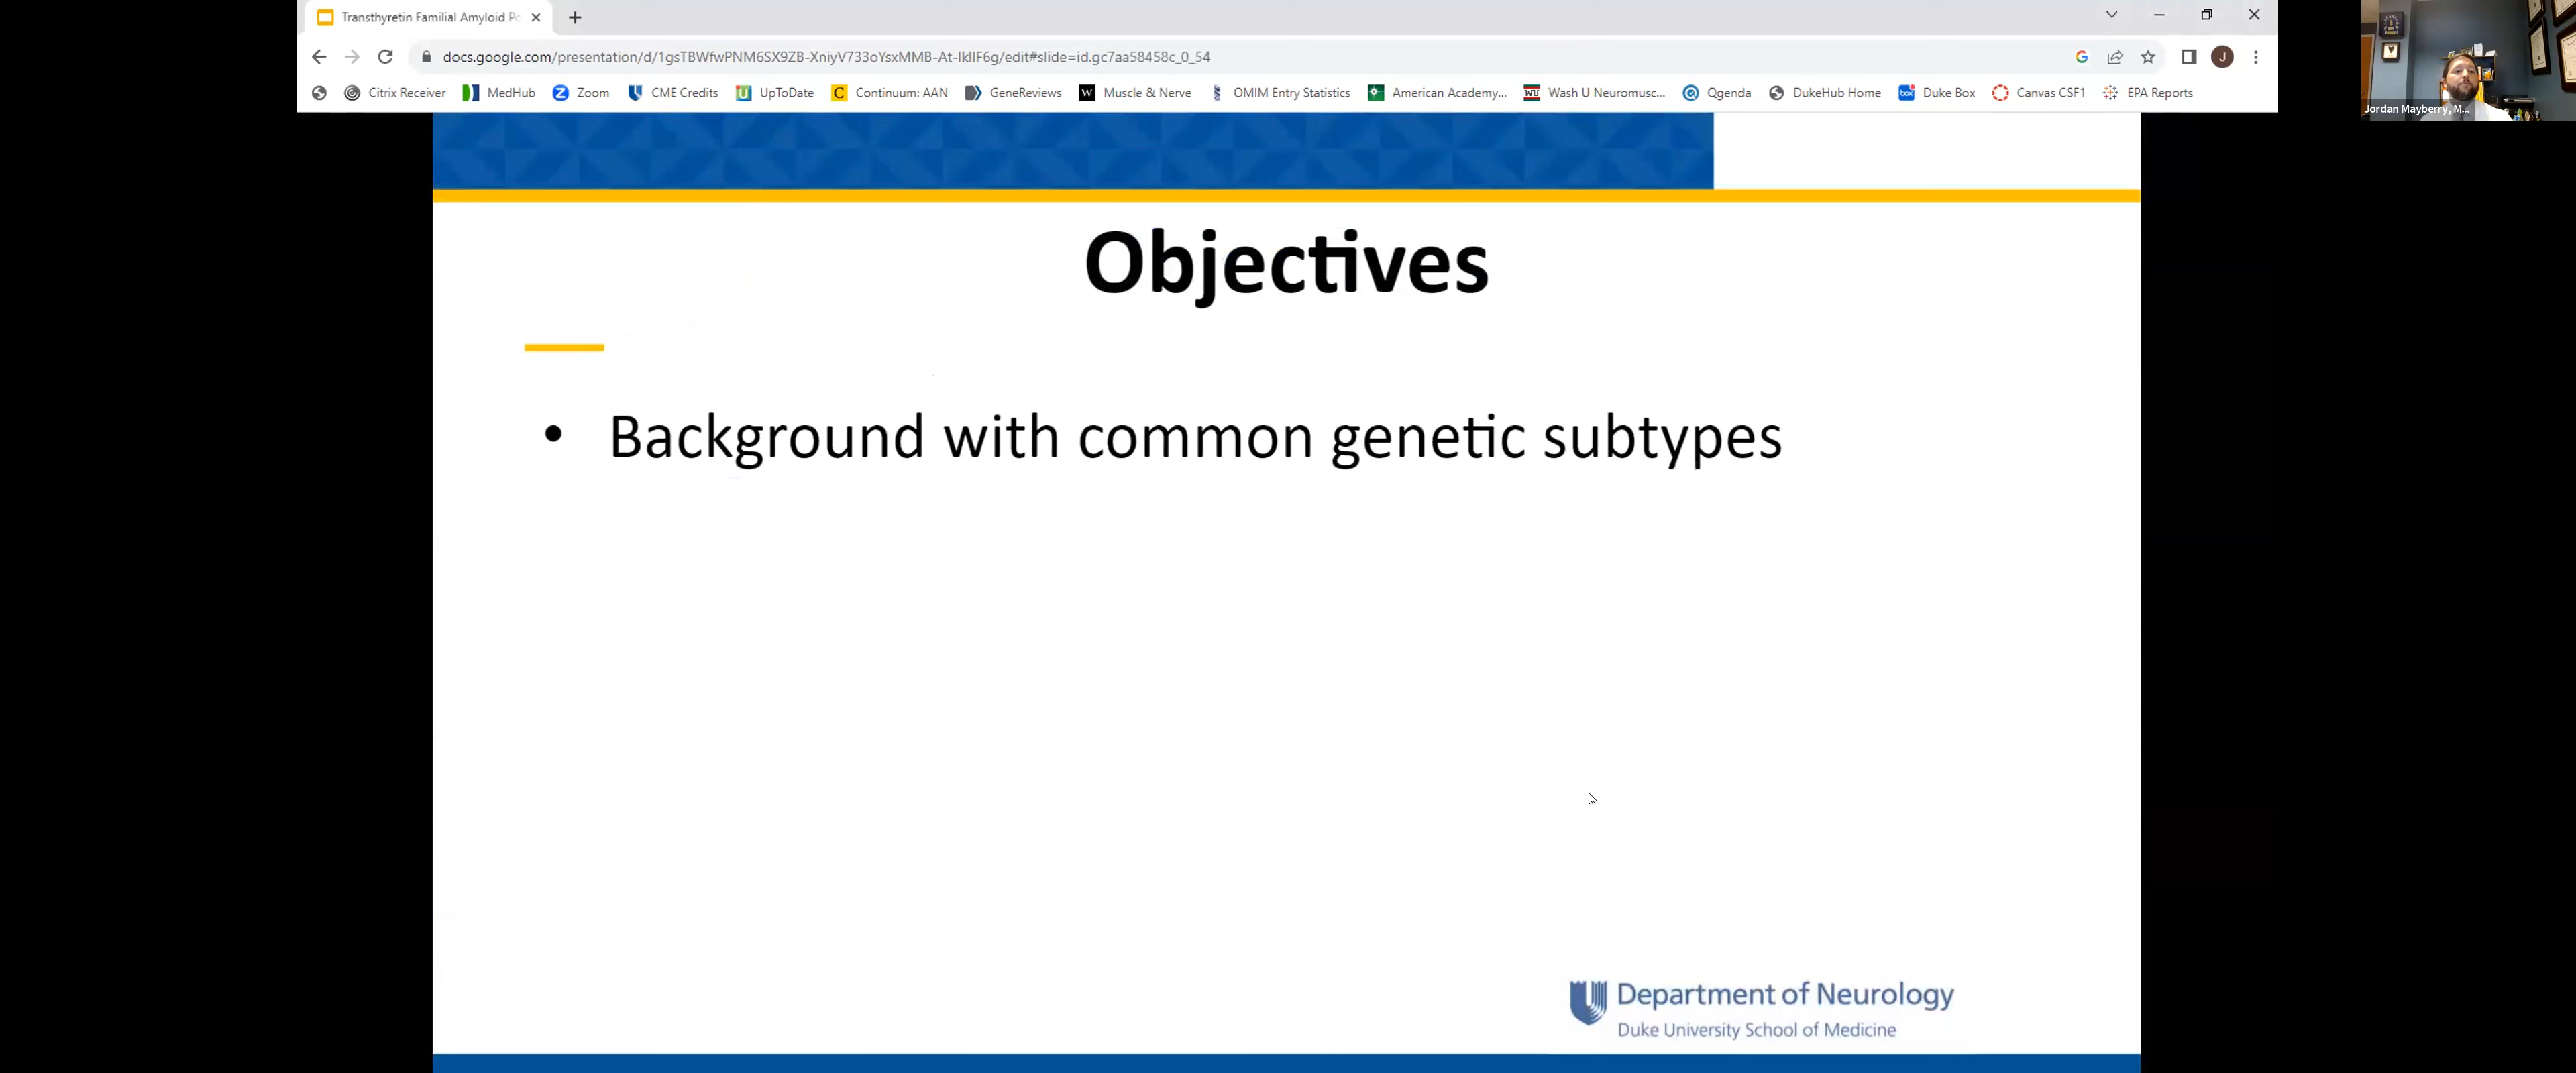 Transthyretin Familial Amyloid Po
docs.google.com/presentation/d/1gsTBWfwPNM6SX9ZB-XniyV733oYsxMMB-At-IkIIF6g/edit#slide=id.gc7aa58458c_0_54
J
Citrix Receiver MedHub Zoom CME Credits UpToDate Continuum: AAN GeneReviews Muscle & Nerve OMIM Entry Statistics American Academy... Wash U Neuromusc... Qgenda DukeHub Home Duke Box Canvas CSF1 EPA Reports
Jordan Mayberry, M...
Objectives
• Background with common genetic subtypes
Department of Neurology
Duke University School of Medicine